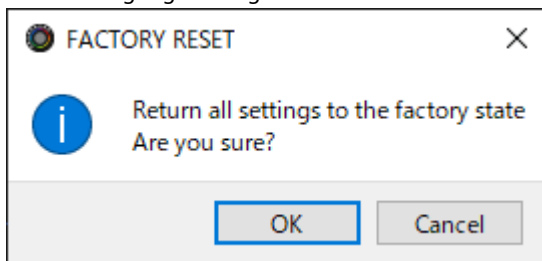 FACTORY RESET
Return all settings to the factory state
Are you sure?
OK
Cancel